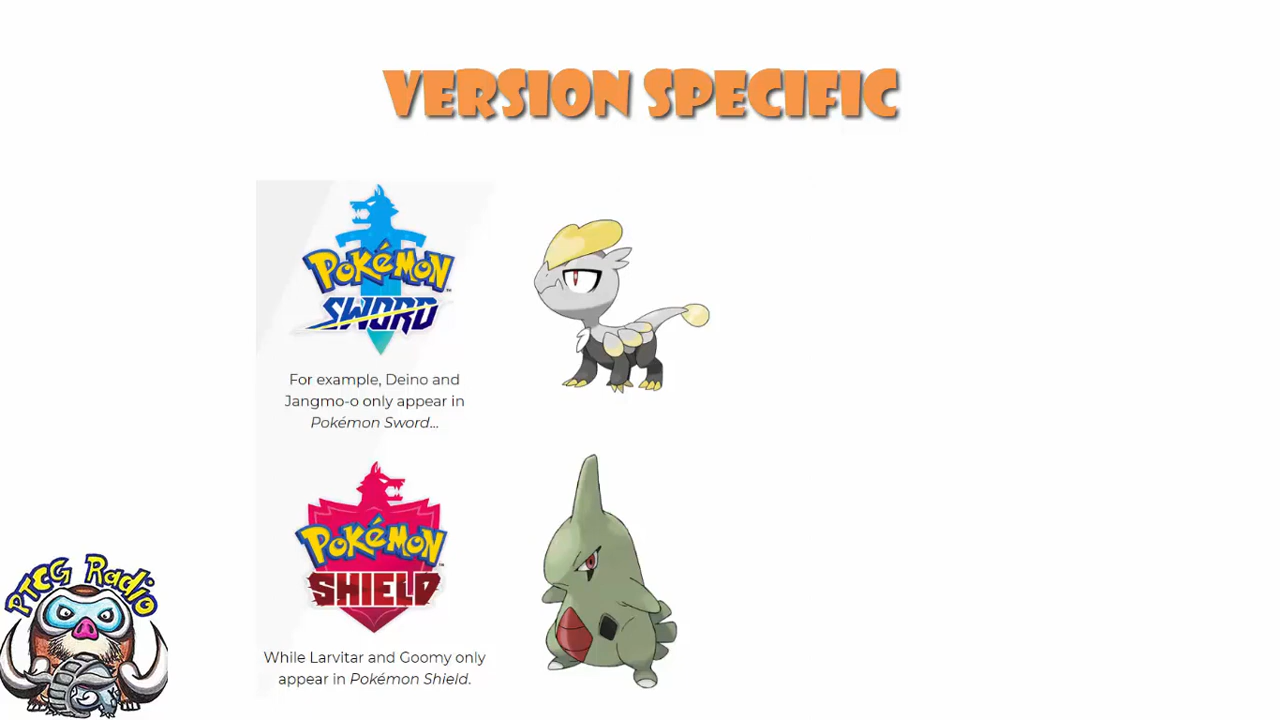 VERSION SPECIFIC
POKéMON
SWORD
For example, Deino and
Jangmo-o only appear in
Pokémon Sword...
POKéMON
SHIELD
While Larvitar and Goomy only
appear in Pokémon Shield.
PTCG Radio